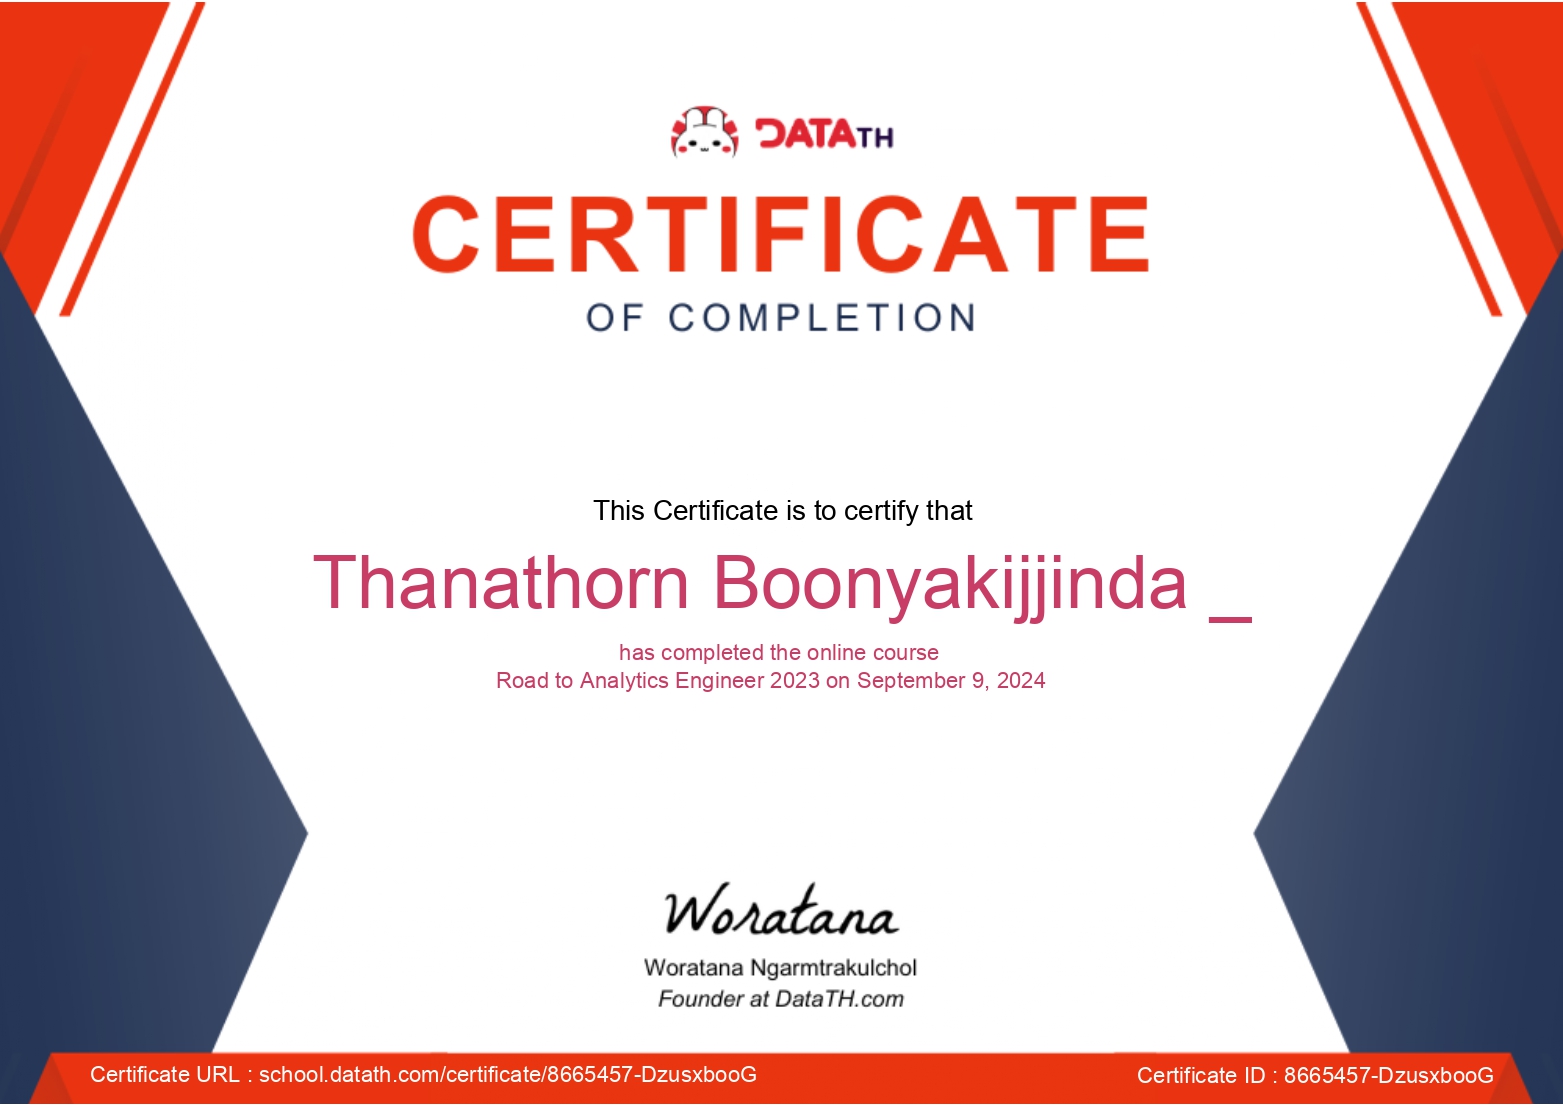 DATATH
CERTIFICATE
OF COMPLETION
This Certificate is to certify that
Thanathorn Boonyakijjjinda _
has completed the online course
Road to Analytics Engineer 2023 on September 9, 2024
Woratana
Woratana Ngarmtrakulchol
Founder at DataTH.com
Certificate URL : school.datath.com/certificate/8665457-DzusxbooG
Certificate ID : 8665457-DzusxbooG